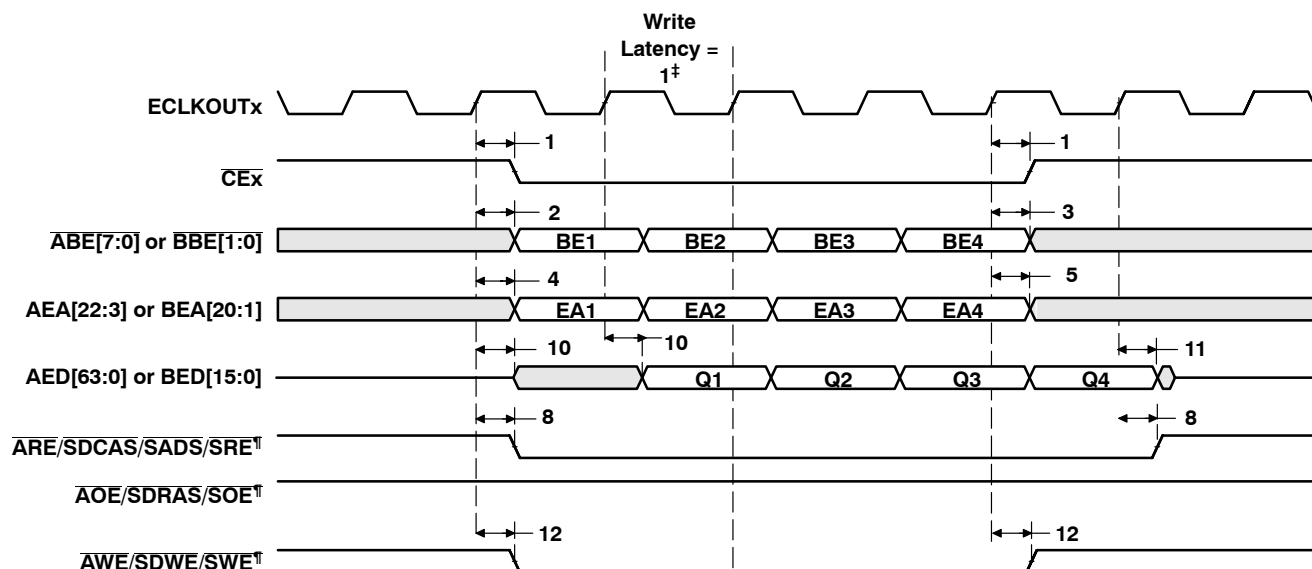 Write
Latency =
1‡
ECLKOUTx
1 1
CEx
2 3
ABE[7:0] or BBE[1:0] BE1 BE2 BE3 BE4
4 5
AEA[22:3] or BEA[20:1] EA1 EA2 EA3 EA4
10 10 11
AED[63:0] or BED[15:0] Q1 Q2 Q3 Q4
8 8
ARE/SDCAS/SADS/SRE¶
AOE/SDRAS/SOE¶
12 12
AWE/SDWE/SWE¶